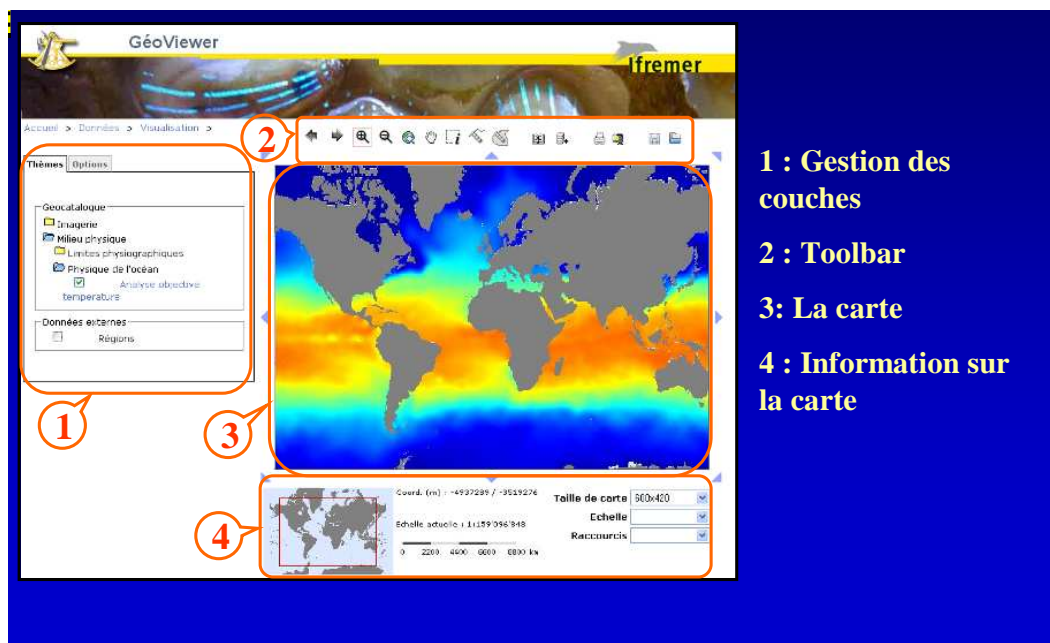 GéoViewer
Ifremer
Accueil > Données > Visualisation >
2
Thèmes Options
Geocatalogue
Imagerie
Milieu physique
Limites physiographiques
Physique de l'océan
Analyse objective
temperature
Données externes
Régions
1
3
4
Coord. (m) : -4937289 / -3519276
Echelle actuelle : 1:159'096'848
0 2200 4400 6600 8800 km
Taille de carte 600x420
Echelle
Raccourcis
1 : Gestion des
couches
2 : Toolbar
3: La carte
4 : Information sur
la carte